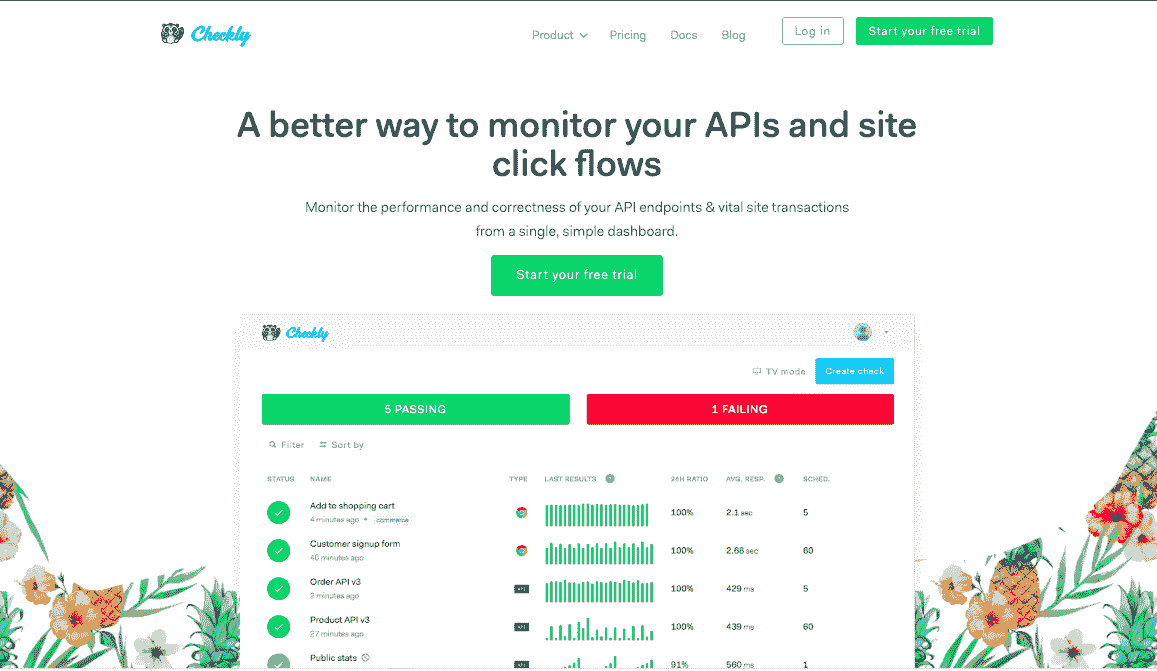 Checkly
Product Pricing Docs Blog Log in Start your free trial
A better way to monitor your APIs and site
click flows
Monitor the performance and correctness of your API endpoints & vital site transactions
from a single, simple dashboard.
Start your free trial
Checkly
TV mode Create check
5 PASSING 1 FAILING
Filter Sort by
STATUS NAME TYPE LAST RESULTS 24H RATIO AVG. RESP. SCHED.
Add to shopping cart
4 minutes ago • commerce
100% 2.1 sec 5
Customer signup form
40 minutes ago
100% 2.68 sec 60
Order API v3
2 minutes ago
API 100% 429 ms 5
Product API v3
27 minutes ago
API 100% 439 ms 60
Public stats
API 91% 560 ms 1